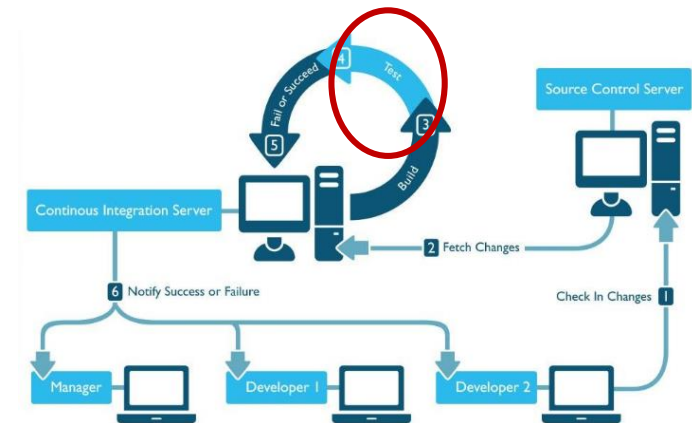 4
Test
Fail or Succeed
5
3
Build
Source Control Server
Continous Integration Server
2 Fetch Changes
6 Notify Success or Failure
Check In Changes 1
Manager
Developer 1
Developer 2